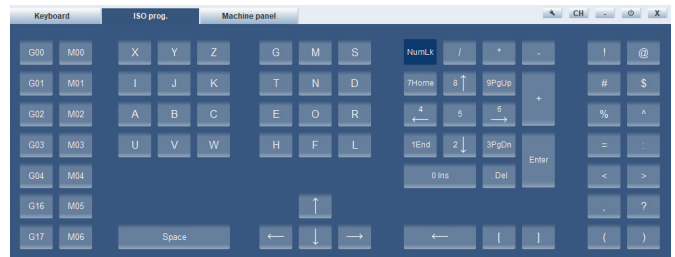 Keyboard ISO prog. Machine panel CH - X
G00 M00 X Y Z G M S NumLk / * - ! @
G01 M01 I J K T N D 7Home 8↑ 9PgUp + # $
G02 M02 A B C E O R 4← 5 6→ % ^
G03 M03 U V W H F L 1End 2↓ 3PgDn Enter = :
G04 M04 0 Ins . Del < >
G16 M05 ↑ , ?
G17 M06 Space ← ↓ → ← [ ] ( )